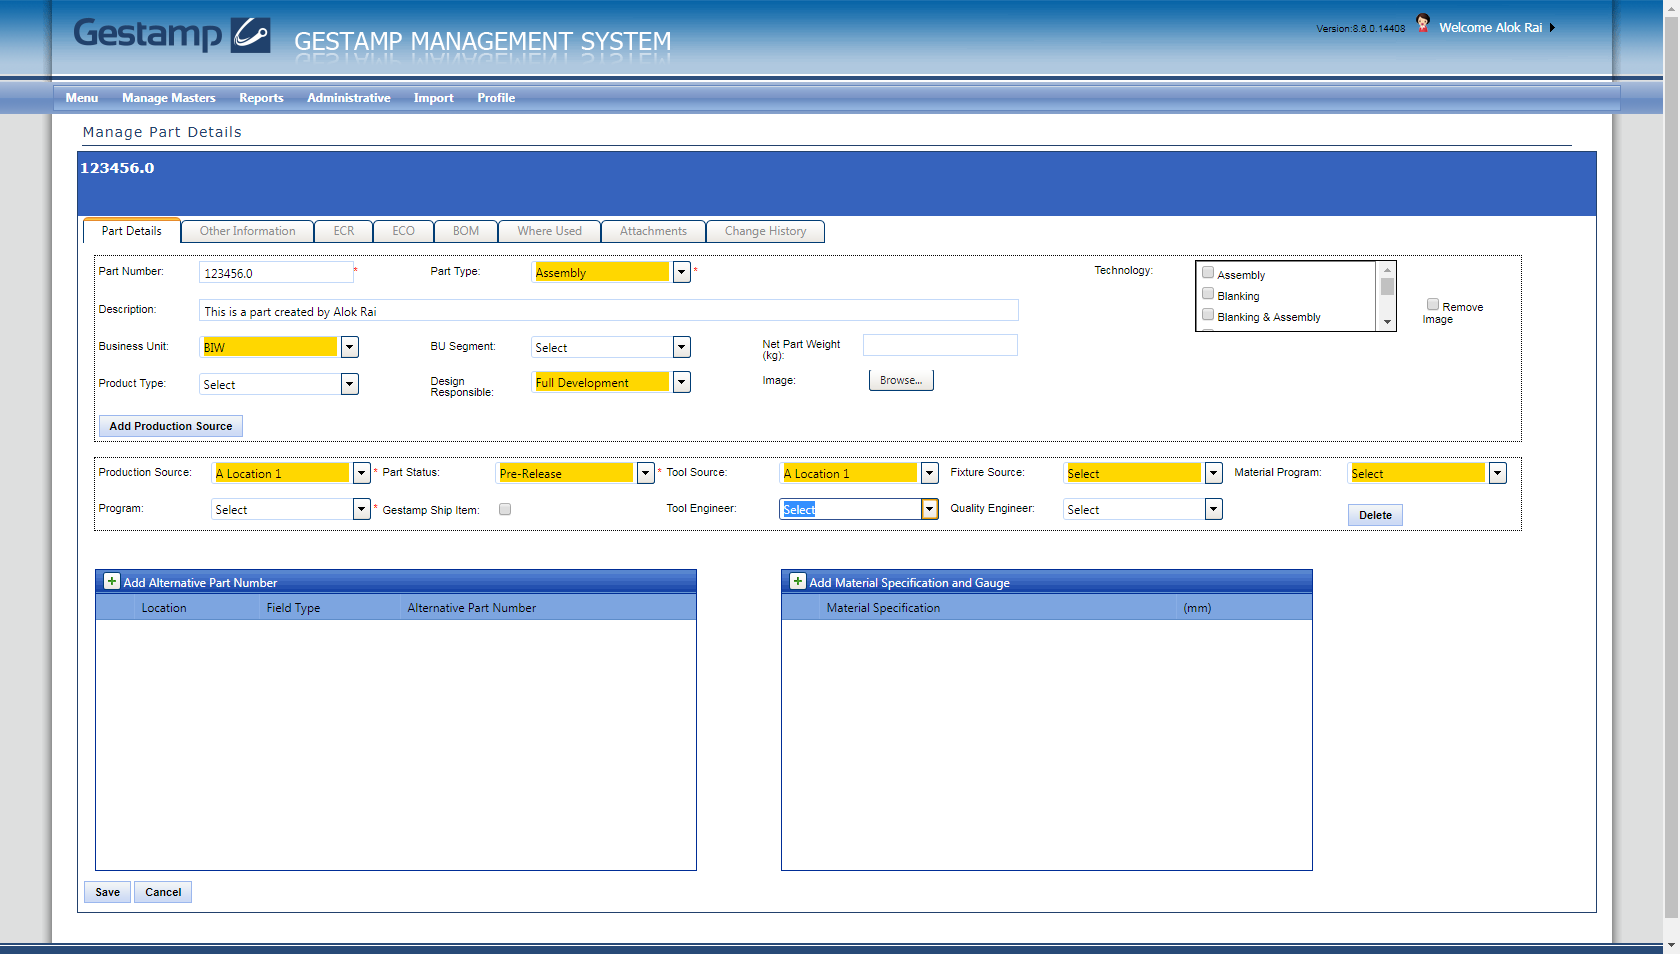 Gestamp
GESTAMP MANAGEMENT SYSTEM
Version:8.6.0.14408
Welcome Alok Rai
Menu Manage Masters Reports Administrative Import Profile
Manage Part Details
123456.0
Part Details Other Information ECR ECO BOM Where Used Attachments Change History
Part Number: 123456.0 * Part Type: Assembly * Technology: Assembly
Blanking
Blanking & Assembly
Remove Image
Description: This is a part created by Alok Rai
Business Unit: BIW BU Segment: Select Net Part Weight (kg):
Product Type: Select Design Responsible: Full Development Image: Browse...
Add Production Source
Production Source: A Location 1 * Part Status: Pre-Release * Tool Source: A Location 1 Fixture Source: Select Material Program: Select
Program: Select * Gestamp Ship Item: Tool Engineer: Select Quality Engineer: Select Delete
Add Alternative Part Number
Location Field Type Alternative Part Number
Add Material Specification and Gauge
Material Specification (mm)
Save Cancel